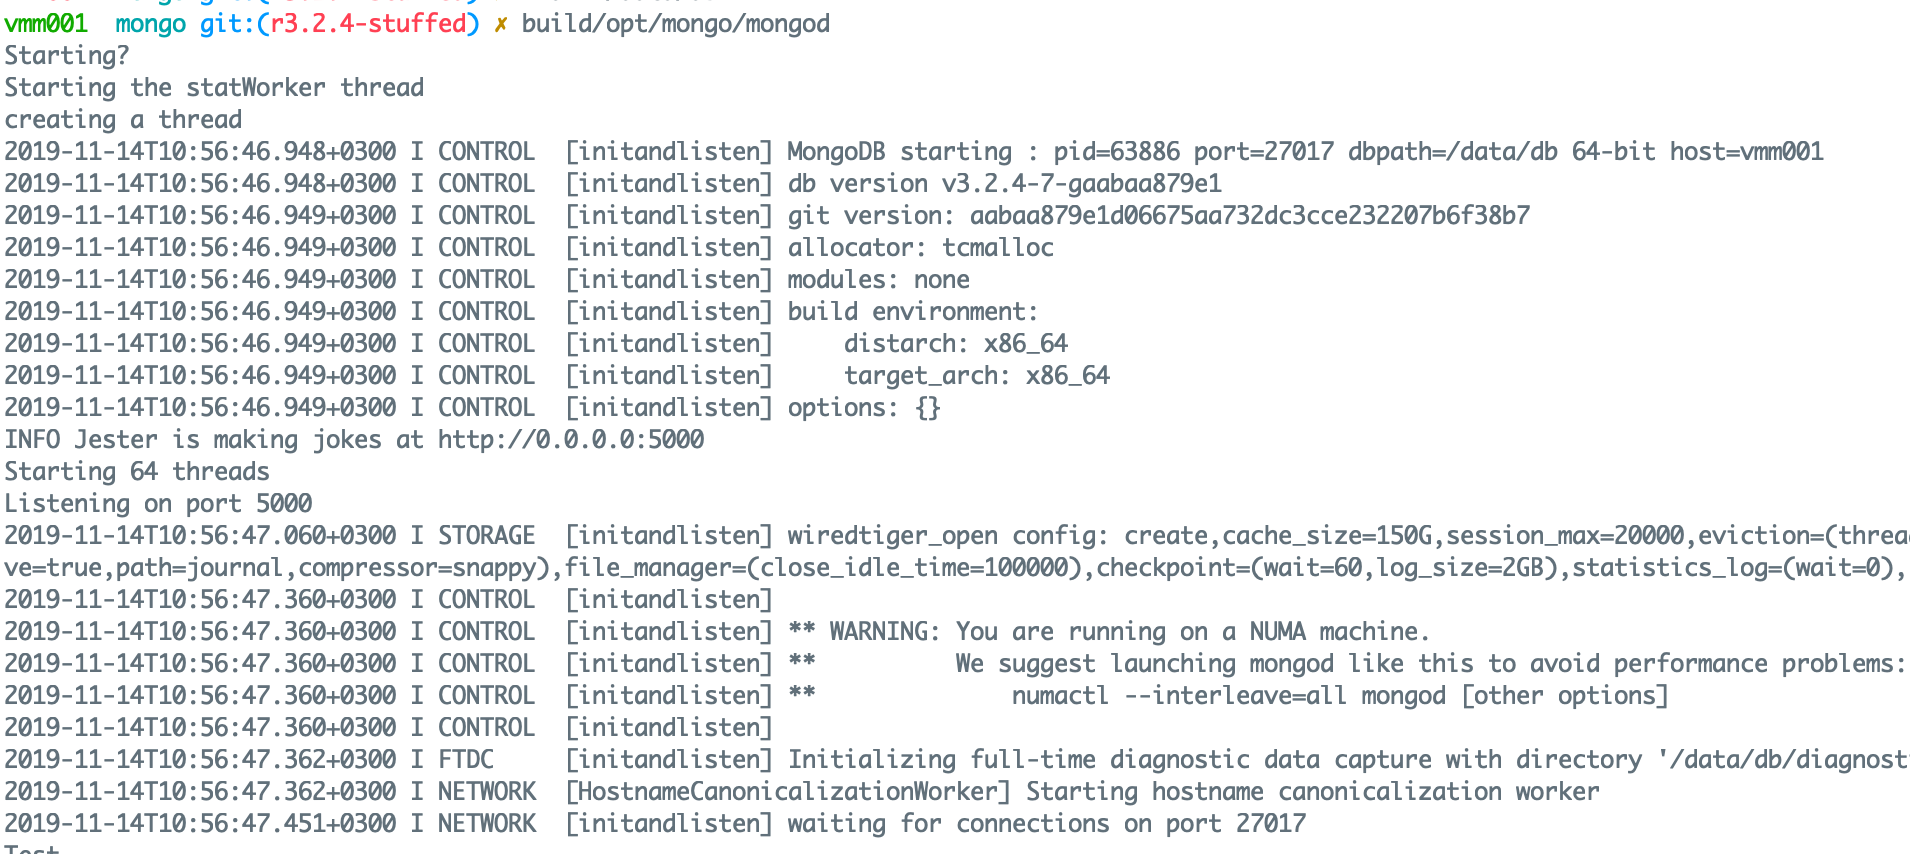 vmm001  mongo git:(r3.2.4-stuffed) ✗ build/opt/mongo/mongod
Starting?
Starting the statWorker thread
creating a thread
2019-11-14T10:56:46.948+0300 I CONTROL  [initandlisten] MongoDB starting : pid=63886 port=27017 dbpath=/data/db 64-bit host=vmm001
2019-11-14T10:56:46.948+0300 I CONTROL  [initandlisten] db version v3.2.4-7-gaabaa879e1
2019-11-14T10:56:46.949+0300 I CONTROL  [initandlisten] git version: aabaa879e1d06675aa732dc3cce232207b6f38b7
2019-11-14T10:56:46.949+0300 I CONTROL  [initandlisten] allocator: tcmalloc
2019-11-14T10:56:46.949+0300 I CONTROL  [initandlisten] modules: none
2019-11-14T10:56:46.949+0300 I CONTROL  [initandlisten] build environment:
2019-11-14T10:56:46.949+0300 I CONTROL  [initandlisten]     distarch: x86_64
2019-11-14T10:56:46.949+0300 I CONTROL  [initandlisten]     target_arch: x86_64
2019-11-14T10:56:46.949+0300 I CONTROL  [initandlisten] options: {}
INFO Jester is making jokes at http://0.0.0.0:5000
Starting 64 threads
Listening on port 5000
2019-11-14T10:56:47.060+0300 I STORAGE  [initandlisten] wiredtiger_open config: create,cache_size=150G,session_max=20000,eviction=(threa
ve=true,path=journal,compressor=snappy),file_manager=(close_idle_time=100000),checkpoint=(wait=60,log_size=2GB),statistics_log=(wait=0),
2019-11-14T10:56:47.360+0300 I CONTROL  [initandlisten]
2019-11-14T10:56:47.360+0300 I CONTROL  [initandlisten] ** WARNING: You are running on a NUMA machine.
2019-11-14T10:56:47.360+0300 I CONTROL  [initandlisten] **          We suggest launching mongod like this to avoid performance problems:
2019-11-14T10:56:47.360+0300 I CONTROL  [initandlisten] **              numactl --interleave=all mongod [other options]
2019-11-14T10:56:47.360+0300 I CONTROL  [initandlisten]
2019-11-14T10:56:47.362+0300 I FTDC     [initandlisten] Initializing full-time diagnostic data capture with directory '/data/db/diagnost
2019-11-14T10:56:47.362+0300 I NETWORK  [HostnameCanonicalizationWorker] Starting hostname canonicalization worker
2019-11-14T10:56:47.451+0300 I NETWORK  [initandlisten] waiting for connections on port 27017